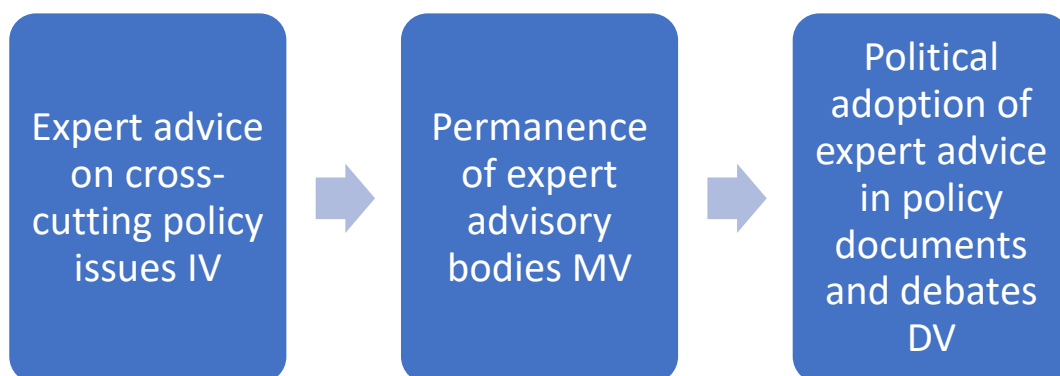 Expert advice
on cross-
cutting policy
issues IV
Permanence
of expert
advisory
bodies MV
Political
adoption of
expert advice
in policy
documents
and debates
DV